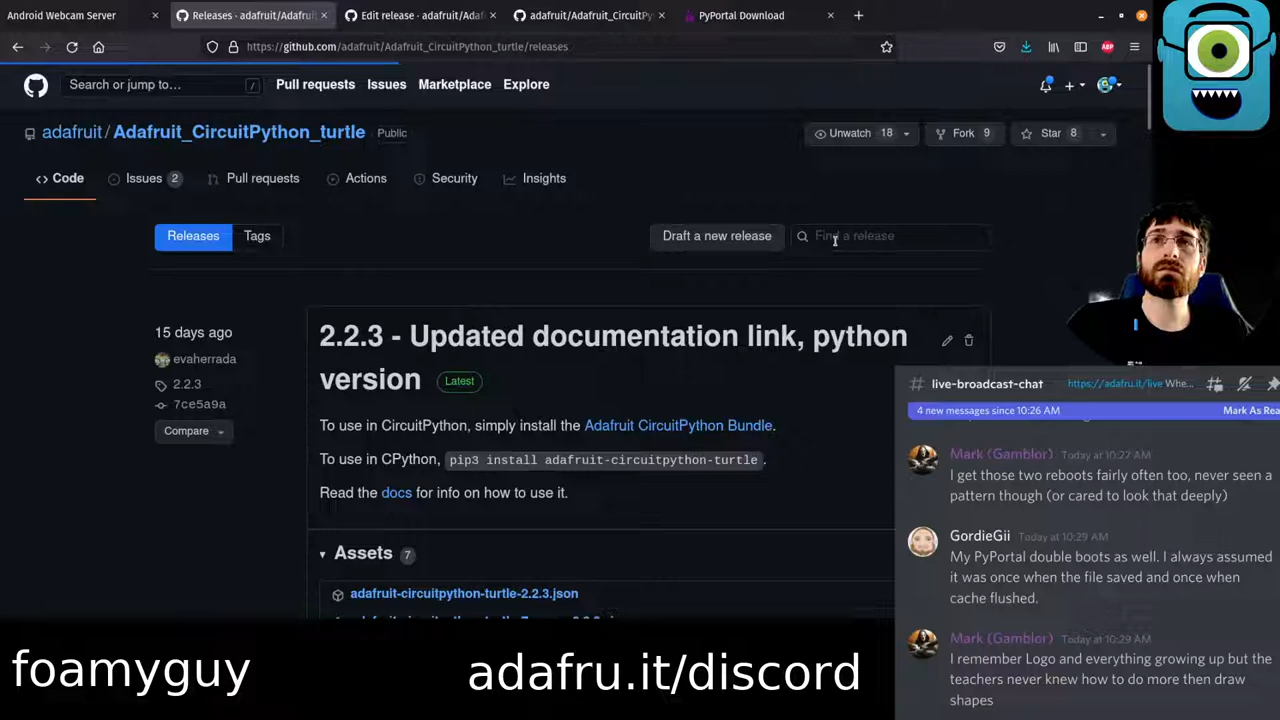 Android Webcam Server
Releases - adafruit/Adafruit
Edit release · adafruit/Adaf
adafruit/Adafruit_CircuitPy
PyPortal Download
https://github.com/adafruit/Adafruit_CircuitPython_turtle/releases
ABP
Search or jump to…
/
Pull requests
Issues
Marketplace
Explore
adafruit / Adafruit_CircuitPython_turtle
Public
Unwatch 18
Fork 9
Star 8
Code
Issues 2
Pull requests
Actions
Security
Insights
Releases
Tags
Draft a new release
Find a release
15 days ago
evaherrada
2.2.3
7ce5a9a
Compare
2.2.3 - Updated documentation link, python
version
Latest
To use in CircuitPython, simply install the Adafruit CircuitPython Bundle.
To use in CPython, pip3 install adafruit-circuitpython-turtle.
Read the docs for info on how to use it.
Assets 7
adafruit-circuitpython-turtle-2.2.3.json
# live-broadcast-chat
https://adafru.it/live Whe...
4 new messages since 10:26 AM
Mark As Rea
Mark (Gamblor) Today at 10:27 AM
I get those two reboots fairly often too, never seen a
pattern though (or cared to look that deeply)
GordieGii Today at 10:29 AM
My PyPortal double boots as well. I always assumed
it was once when the file saved and once when
cache flushed.
Mark (Gamblor) Today at 10:29 AM
I remember Logo and everything growing up but the
teachers never knew how to do more then draw
shapes
foamyguy
adafru.it/discord